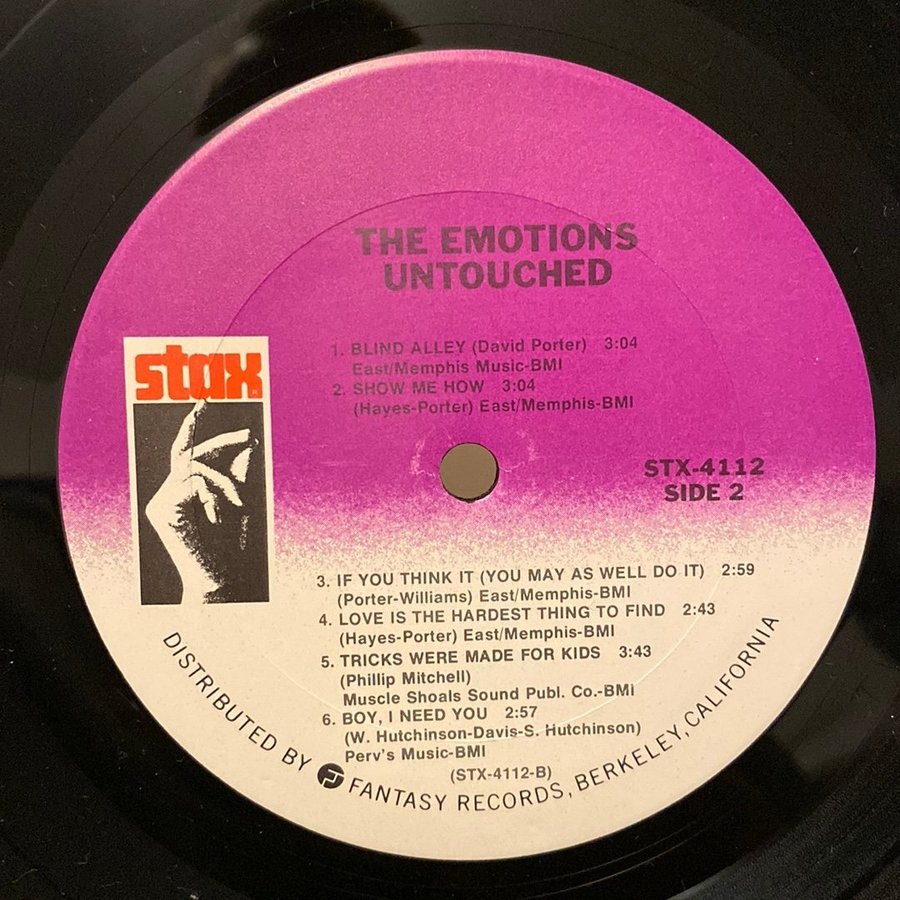 THE EMOTIONS
UNTOUCHED
stax
1. BLIND ALLEY (David Porter) 3:04
East/Memphis Music-BMI
2. SHOW ME HOW 3:04
(Hayes-Porter) East/Memphis-BMI
STX-4112
SIDE 2
3. IF YOU THINK IT (YOU MAY AS WELL DO IT) 2:59
(Porter-Williams) East/Memphis-BMI
4. LOVE IS THE HARDEST THING TO FIND 2:43
(Hayes-Porter) East/Memphis-BMI
5. TRICKS WERE MADE FOR KIDS 3:43
(Phillip Mitchell)
Muscle Shoals Sound Publ. Co.-BMI
6. BOY, I NEED YOU 2:57
(W. Hutchinson-Davis-S. Hutchinson)
Perv's Music-BMI
(STX-4112-B)
DISTRIBUTED BY FANTASY RECORDS, BERKELEY, CALIFORNIA